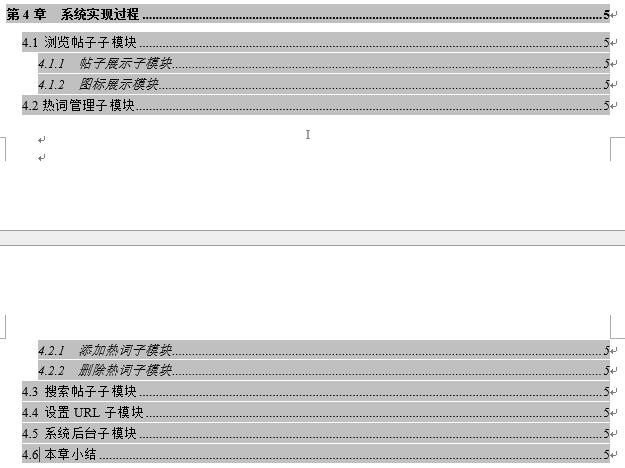 第 4 章 系统实现过程 ........ 5
4.1 浏览帖子子模块 ........ 5
4.1.1 帖子展示子模块 ........ 5
4.1.2 图标展示模块 ........ 5
4.2 热词管理子模块 ........ 5
4.2.1 添加热词子模块 ........ 5
4.2.2 删除热词子模块 ........ 5
4.3 搜索帖子子模块 ........ 5
4.4 设置 URL 子模块 ........ 5
4.5 系统后台子模块 ........ 5
4.6 本章小结 ........ 5